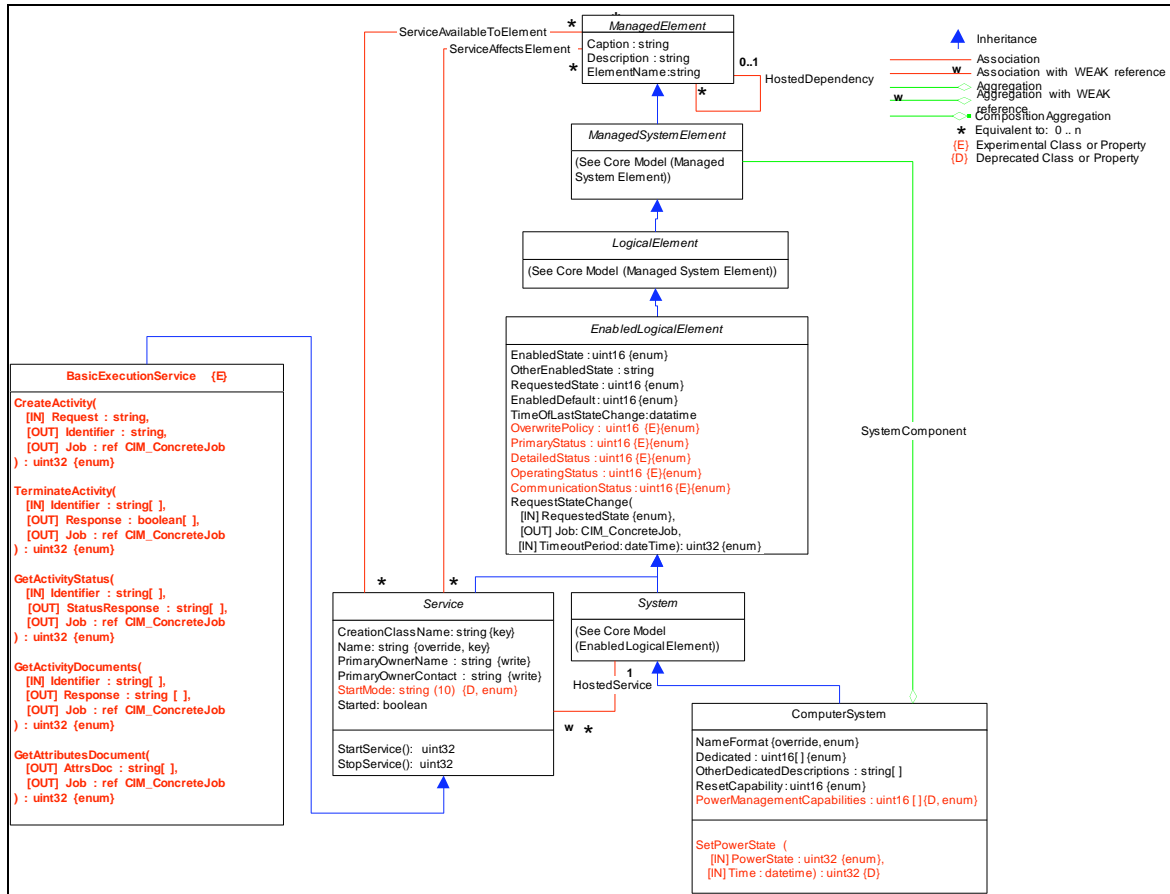 ServiceAvailableToElement
*
*
ManagedElement
ServiceAffectsElement
*
Caption : string
Description : string
ElementName:string
0..1
HostedDependency
*
Inheritance
Association
w
Association with WEAK reference
Aggregation
w
Aggregation with WEAK
reference
CompositionAggregation
*
Equivalent to: 0 .. n
{E}
Experimental Class or Property
{D}
Deprecated Class or Property
ManagedSystemElement
(See Core Model (Managed
System Element))
LogicalElement
(See Core Model (Managed System Element))
EnabledLogicalElement
EnabledState : uint16 {enum}
OtherEnabledState : string
RequestedState : uint16 {enum}
EnabledDefault : uint16 {enum}
TimeOfLastStateChange:datatime
OverwritePolicy : uint16 {E}{enum}
PrimaryStatus : uint16 {E}{enum}
DetailedStatus : uint16 {E}{enum}
OperatingStatus : uint16 {E}{enum}
CommunicationStatus : uint16 {E}{enum}
RequestStateChange(
[IN] RequestedState {enum},
[OUT] Job: CIM_ConcreteJob,
[IN] TimeoutPeriod: dateTime): uint32 {enum}
SystemComponent
BasicExecutionService {E}
CreateActivity(
[IN] Request : string,
[OUT] Identifier : string,
[OUT] Job : ref CIM_ConcreteJob
) : uint32 {enum}
TerminateActivity(
[IN] Identifier : string[ ],
[OUT] Response : boolean[ ],
[OUT] Job : ref CIM_ConcreteJob
) : uint32 {enum}
GetActivityStatus(
[IN] Identifier : string[ ],
[OUT] StatusResponse : string[ ],
[OUT] Job : ref CIM_ConcreteJob
) : uint32 {enum}
GetActivityDocuments(
[IN] Identifier : string[ ],
[OUT] Response : string [ ],
[OUT] Job : ref CIM_ConcreteJob
) : uint32 {enum}
GetAttributesDocument(
[OUT] AttrsDoc : string[ ],
[OUT] Job : ref CIM_ConcreteJob
) : uint32 {enum}
*
*
Service
CreationClassName: string {key}
Name: string {override, key}
PrimaryOwnerName : string {write}
PrimaryOwnerContact : string {write}
StartMode: string (10) {D, enum}
Started: boolean
StartService(): uint32
StopService(): uint32
System
(See Core Model
(EnabledLogicalElement))
1
HostedService
w *
ComputerSystem
NameFormat {override, enum}
Dedicated : uint16[ ] {enum}
OtherDedicatedDescriptions : string[ ]
ResetCapability : uint16 {enum}
PowerManagementCapabilities : uint16 [ ] {D, enum}
SetPowerState (
[IN] PowerState : uint32 {enum},
[IN] Time : datetime) : uint32 {D}